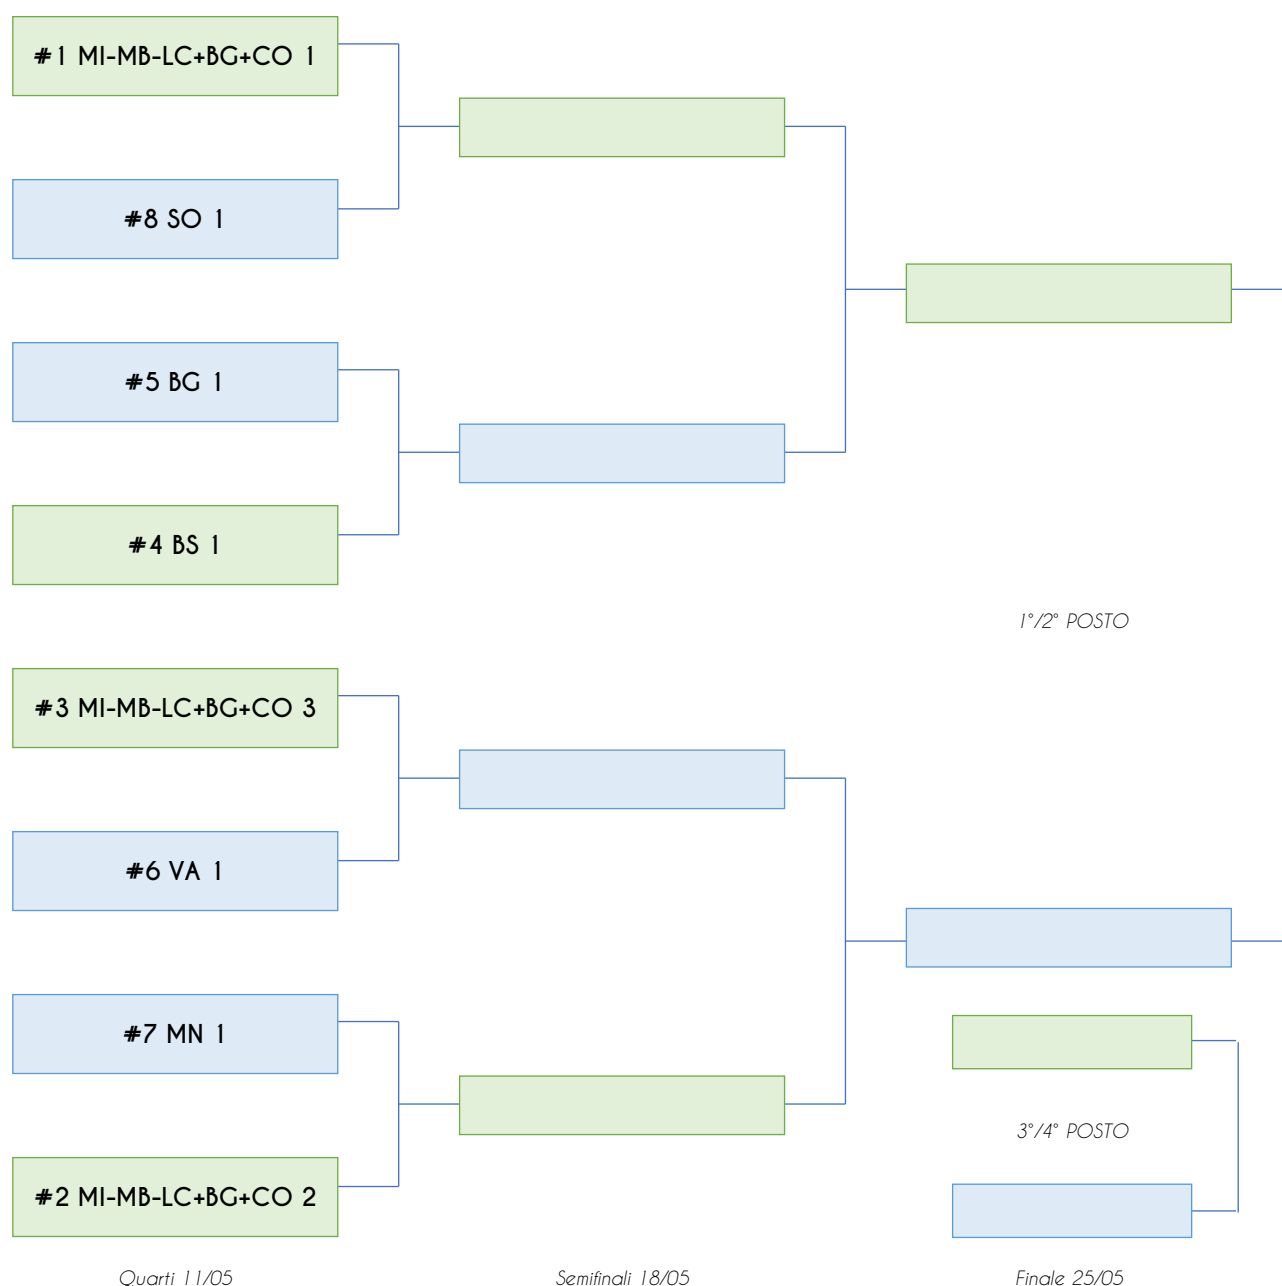 #1 MI-MB-LC+BG+CO 1
#8 SO 1
#5 BG 1
#4 BS 1
1°/2° POSTO
#3 MI-MB-LC+BG+CO 3
#6 VA 1
#7 MN 1
3°/4° POSTO
#2 MI-MB-LC+BG+CO 2
Quarti 11/05
Semifinali 18/05
Finale 25/05